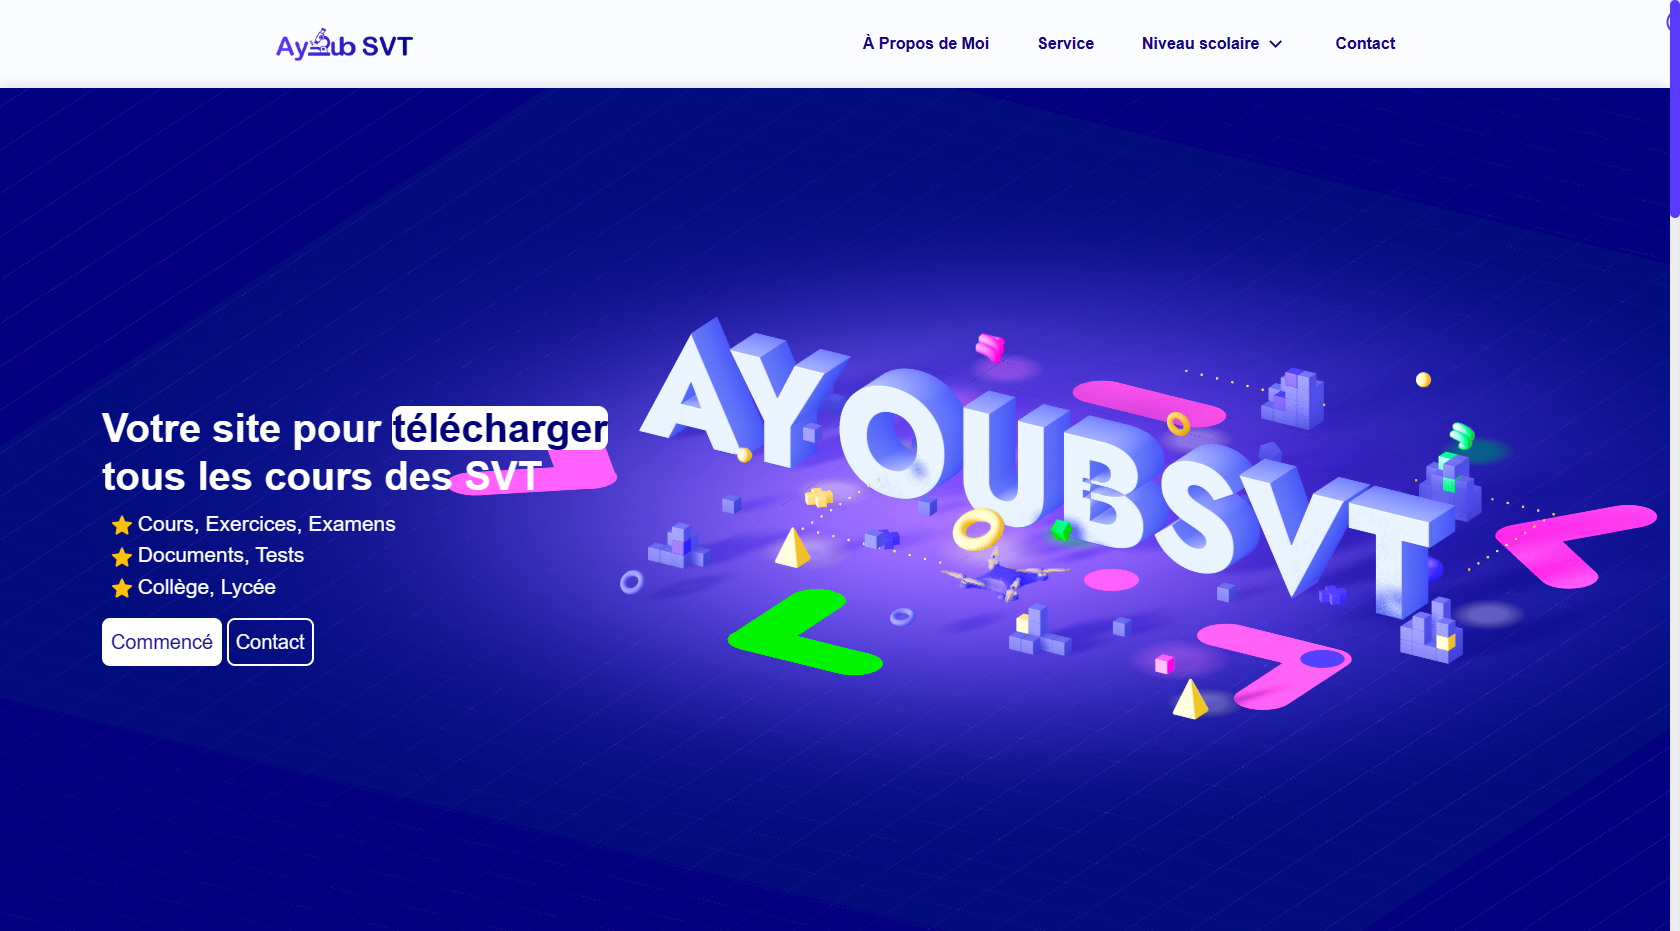 Ayoub SVT
À Propos de Moi
Service
Niveau scolaire
Contact
AYOUBSVT
Votre site pour télécharger
tous les cours des SVT
Cours, Exercices, Examens
Documents, Tests
Collège, Lycée
Commencé
Contact